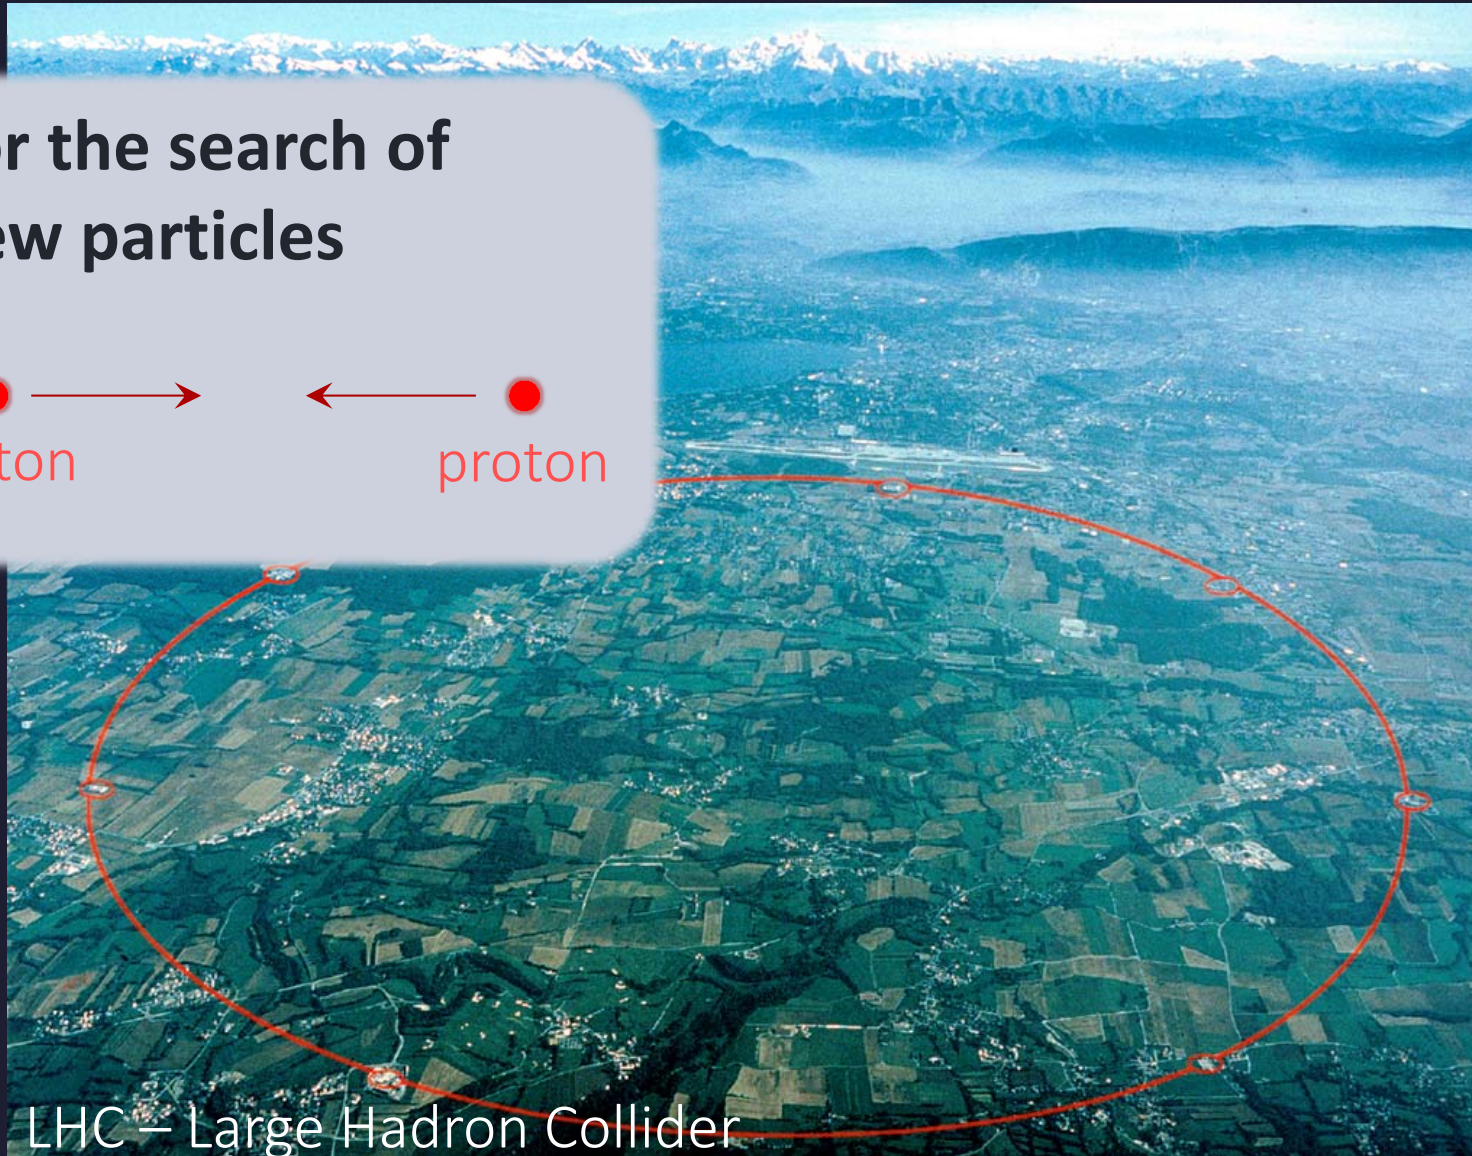 r the search of
ew particles
ton
proton
LHC – Large Hadron Collider